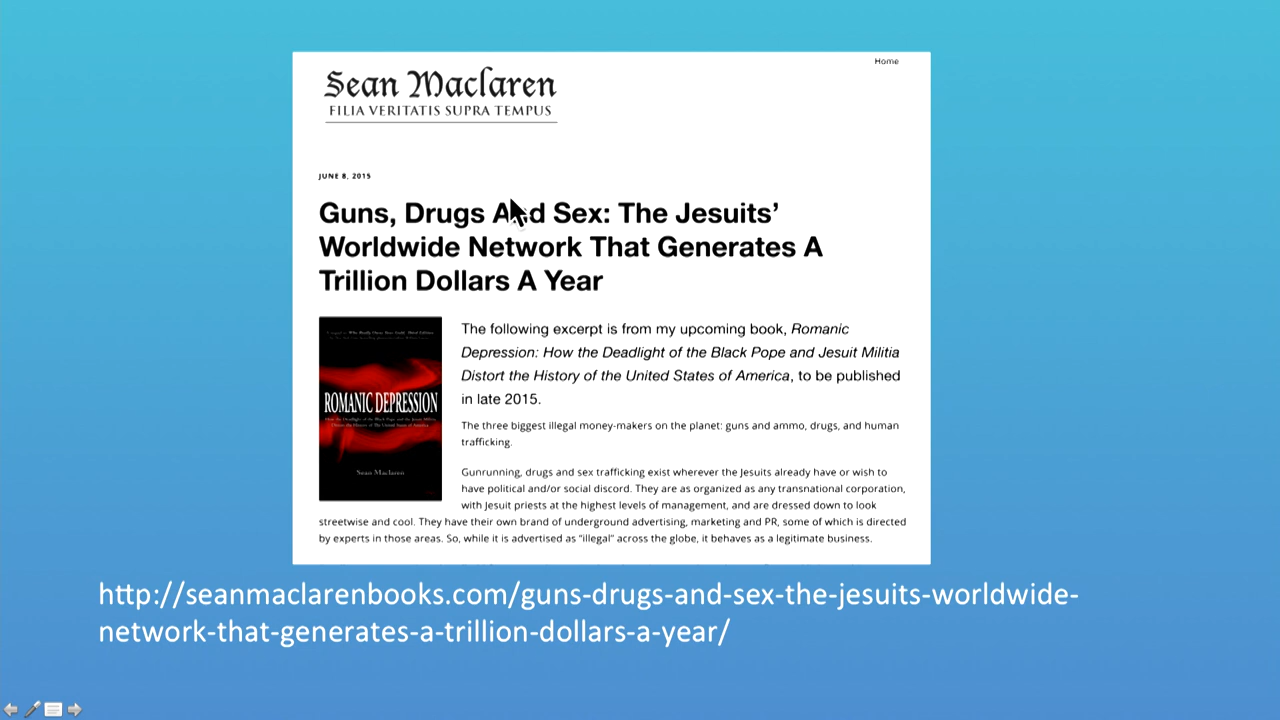 Home
Sean Maclaren
FILIA VERITATIS SUPRA TEMPUS
JUNE 8, 2015
Guns, Drugs And Sex: The Jesuits’
Worldwide Network That Generates A
Trillion Dollars A Year
ROMANIC DEPRESSION
Sean Maclaren
The following excerpt is from my upcoming book, Romanic
Depression: How the Deadlight of the Black Pope and Jesuit Militia
Distort the History of the United States of America, to be published
in late 2015.
The three biggest illegal money-makers on the planet: guns and ammo, drugs, and human
trafficking.
Gunrunning, drugs and sex trafficking exist wherever the Jesuits already have or wish to
have political and/or social discord. They are as organized as any transnational corporation,
with Jesuit priests at the highest levels of management, and are dressed down to look
streetwise and cool. They have their own brand of underground advertising, marketing and PR, some of which is directed
by experts in those areas. So, while it is advertised as “illegal” across the globe, it behaves as a legitimate business.
http://seanmaclarenbooks.com/guns-drugs-and-sex-the-jesuits-worldwide-
network-that-generates-a-trillion-dollars-a-year/